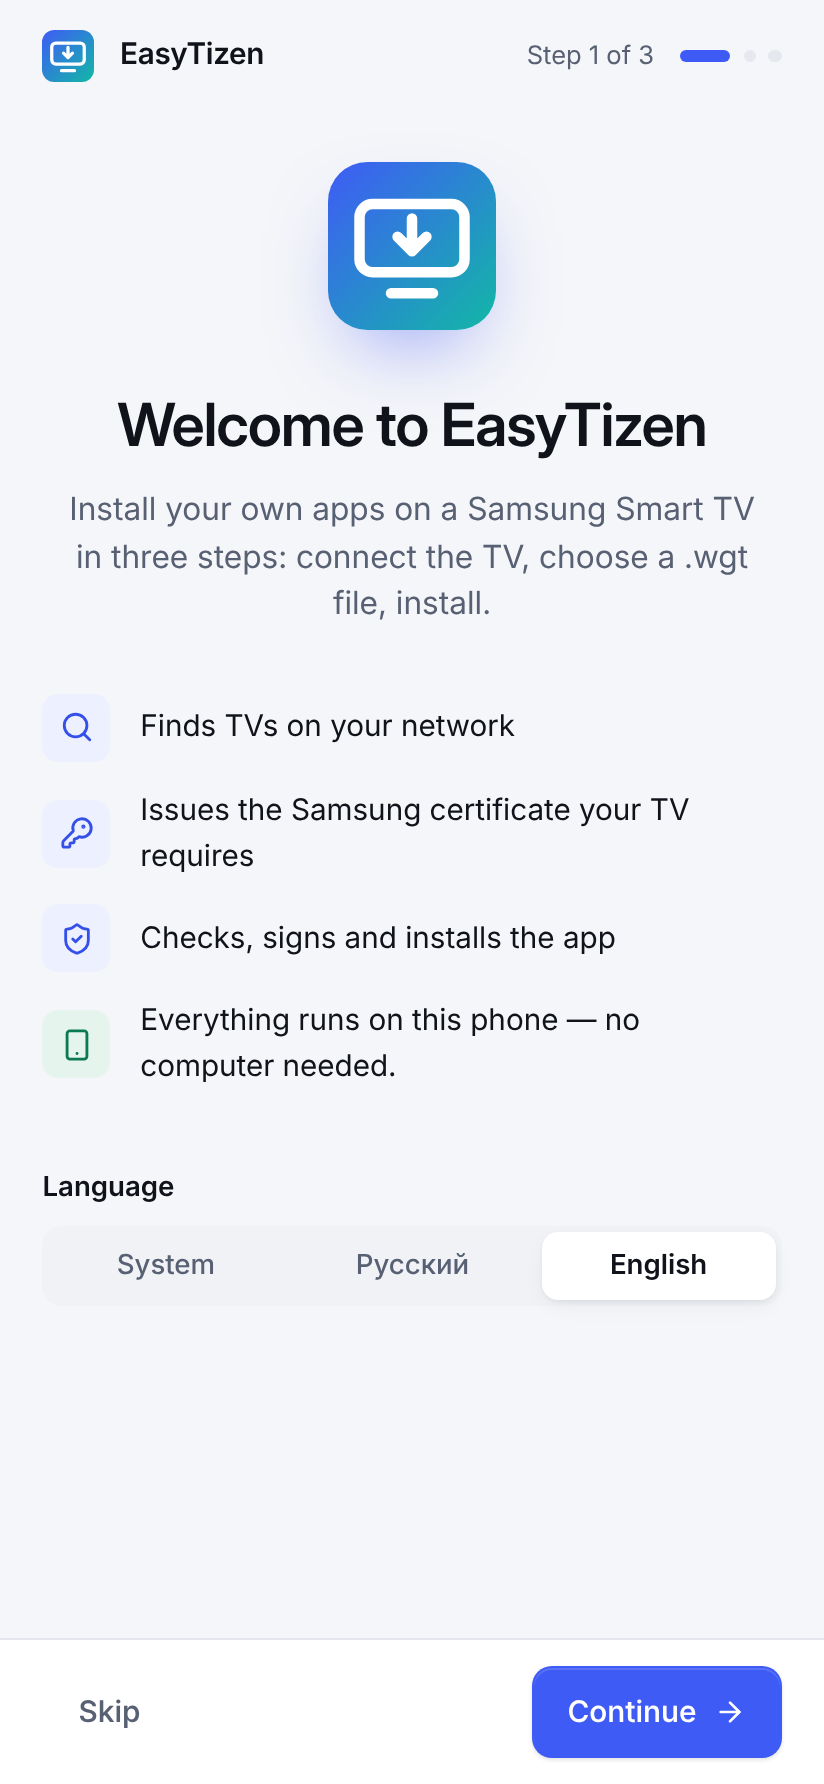 EasyTizen
Step 1 of 3
Welcome to EasyTizen
Install your own apps on a Samsung Smart TV
in three steps: connect the TV, choose a .wgt
file, install.
Finds TVs on your network
Issues the Samsung certificate your TV
requires
Checks, signs and installs the app
Everything runs on this phone — no
computer needed.
Language
System
Русский
English
Skip
Continue